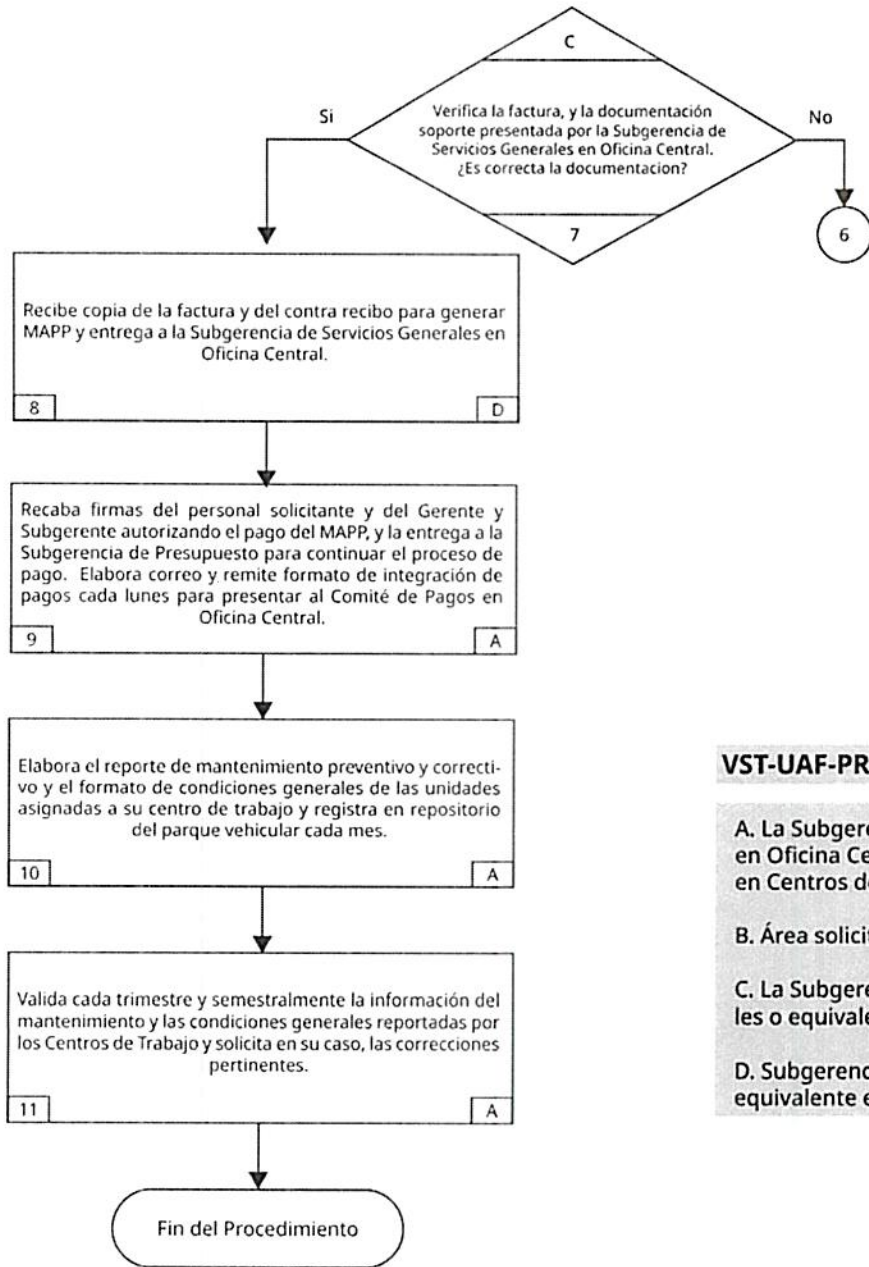 C
Verifica la factura, y la documentación
soporte presentada por la Subgerencia de
Servicios Generales en Oficina Central.
¿Es correcta la documentacion?
7
Si
No
6
Recibe copia de la factura y del contra recibo para generar
MAPP y entrega a la Subgerencia de Servicios Generales en
Oficina Central.
8
D
Recaba firmas del personal solicitante y del Gerente y
Subgerente autorizando el pago del MAPP, y la entrega a la
Subgerencia de Presupuesto para continuar el proceso de
pago. Elabora correo y remite formato de integración de
pagos cada lunes para presentar al Comité de Pagos en
Oficina Central.
9
A
Elabora el reporte de mantenimiento preventivo y correcti-
vo y el formato de condiciones generales de las unidades
asignadas a su centro de trabajo y registra en repositorio
del parque vehicular cada mes.
10
A
Valida cada trimestre y semestralmente la información del
mantenimiento y las condiciones generales reportadas por
los Centros de Trabajo y solicita en su caso, las correcciones
pertinentes.
11
A
Fin del Procedimiento
VST-UAF-PR
A. La Subger
en Oficina Ce
en Centros d
B. Área solici
C. La Subger
les o equival
D. Subgerenc
equivalente e